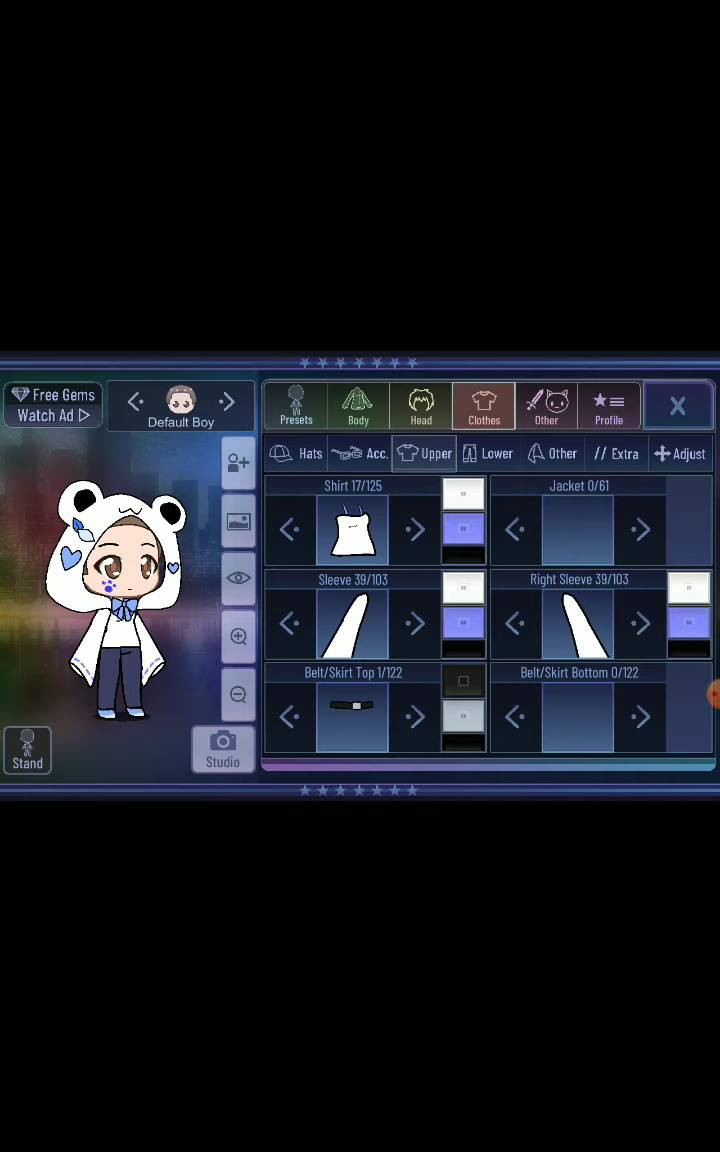 Free Gems
Watch Ad
Default Boy
Presets
Body
Head
Clothes
Other
Profile
X
Hats
Acc.
Upper
Lower
Other
Extra
Adjust
Shirt 17/125
Jacket 0/61
Sleeve 39/103
Right Sleeve 39/103
Belt/Skirt Top 1/122
Belt/Skirt Bottom 0/122
Stand
Studio